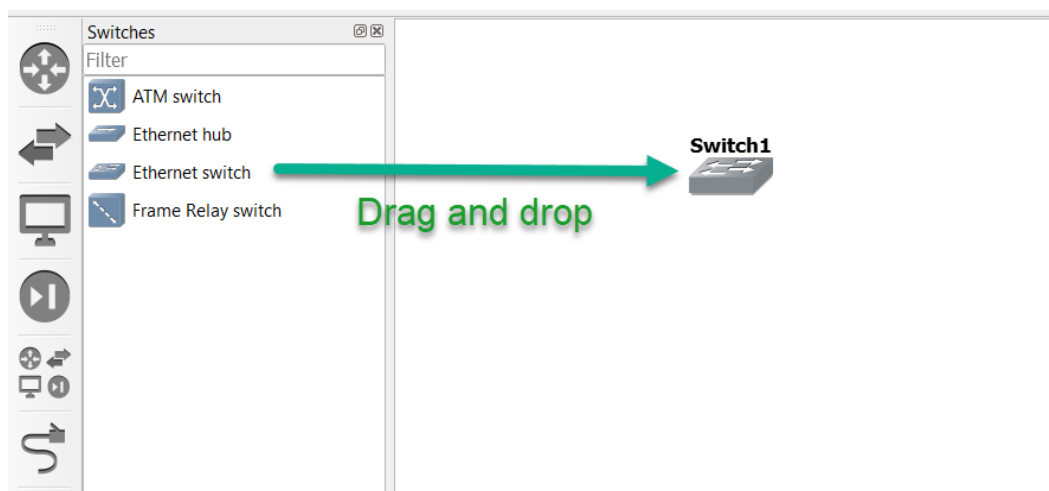 Switches
Filter
ATM switch
Ethernet hub
Ethernet switch
Frame Relay switch
Switch1
Drag and drop